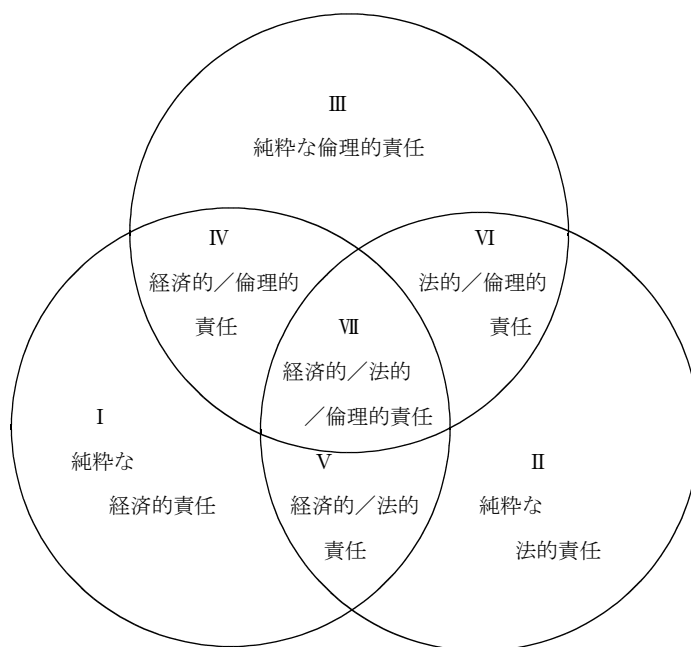 Ⅲ
純粋な倫理的責任
Ⅳ
経済的／倫理的
責任
Ⅵ
法的／倫理的
責任
Ⅶ
経済的／法的
／倫理的責任
Ⅰ
純粋な
経済的責任
Ⅴ
経済的／法的
責任
Ⅱ
純粋な
法的責任